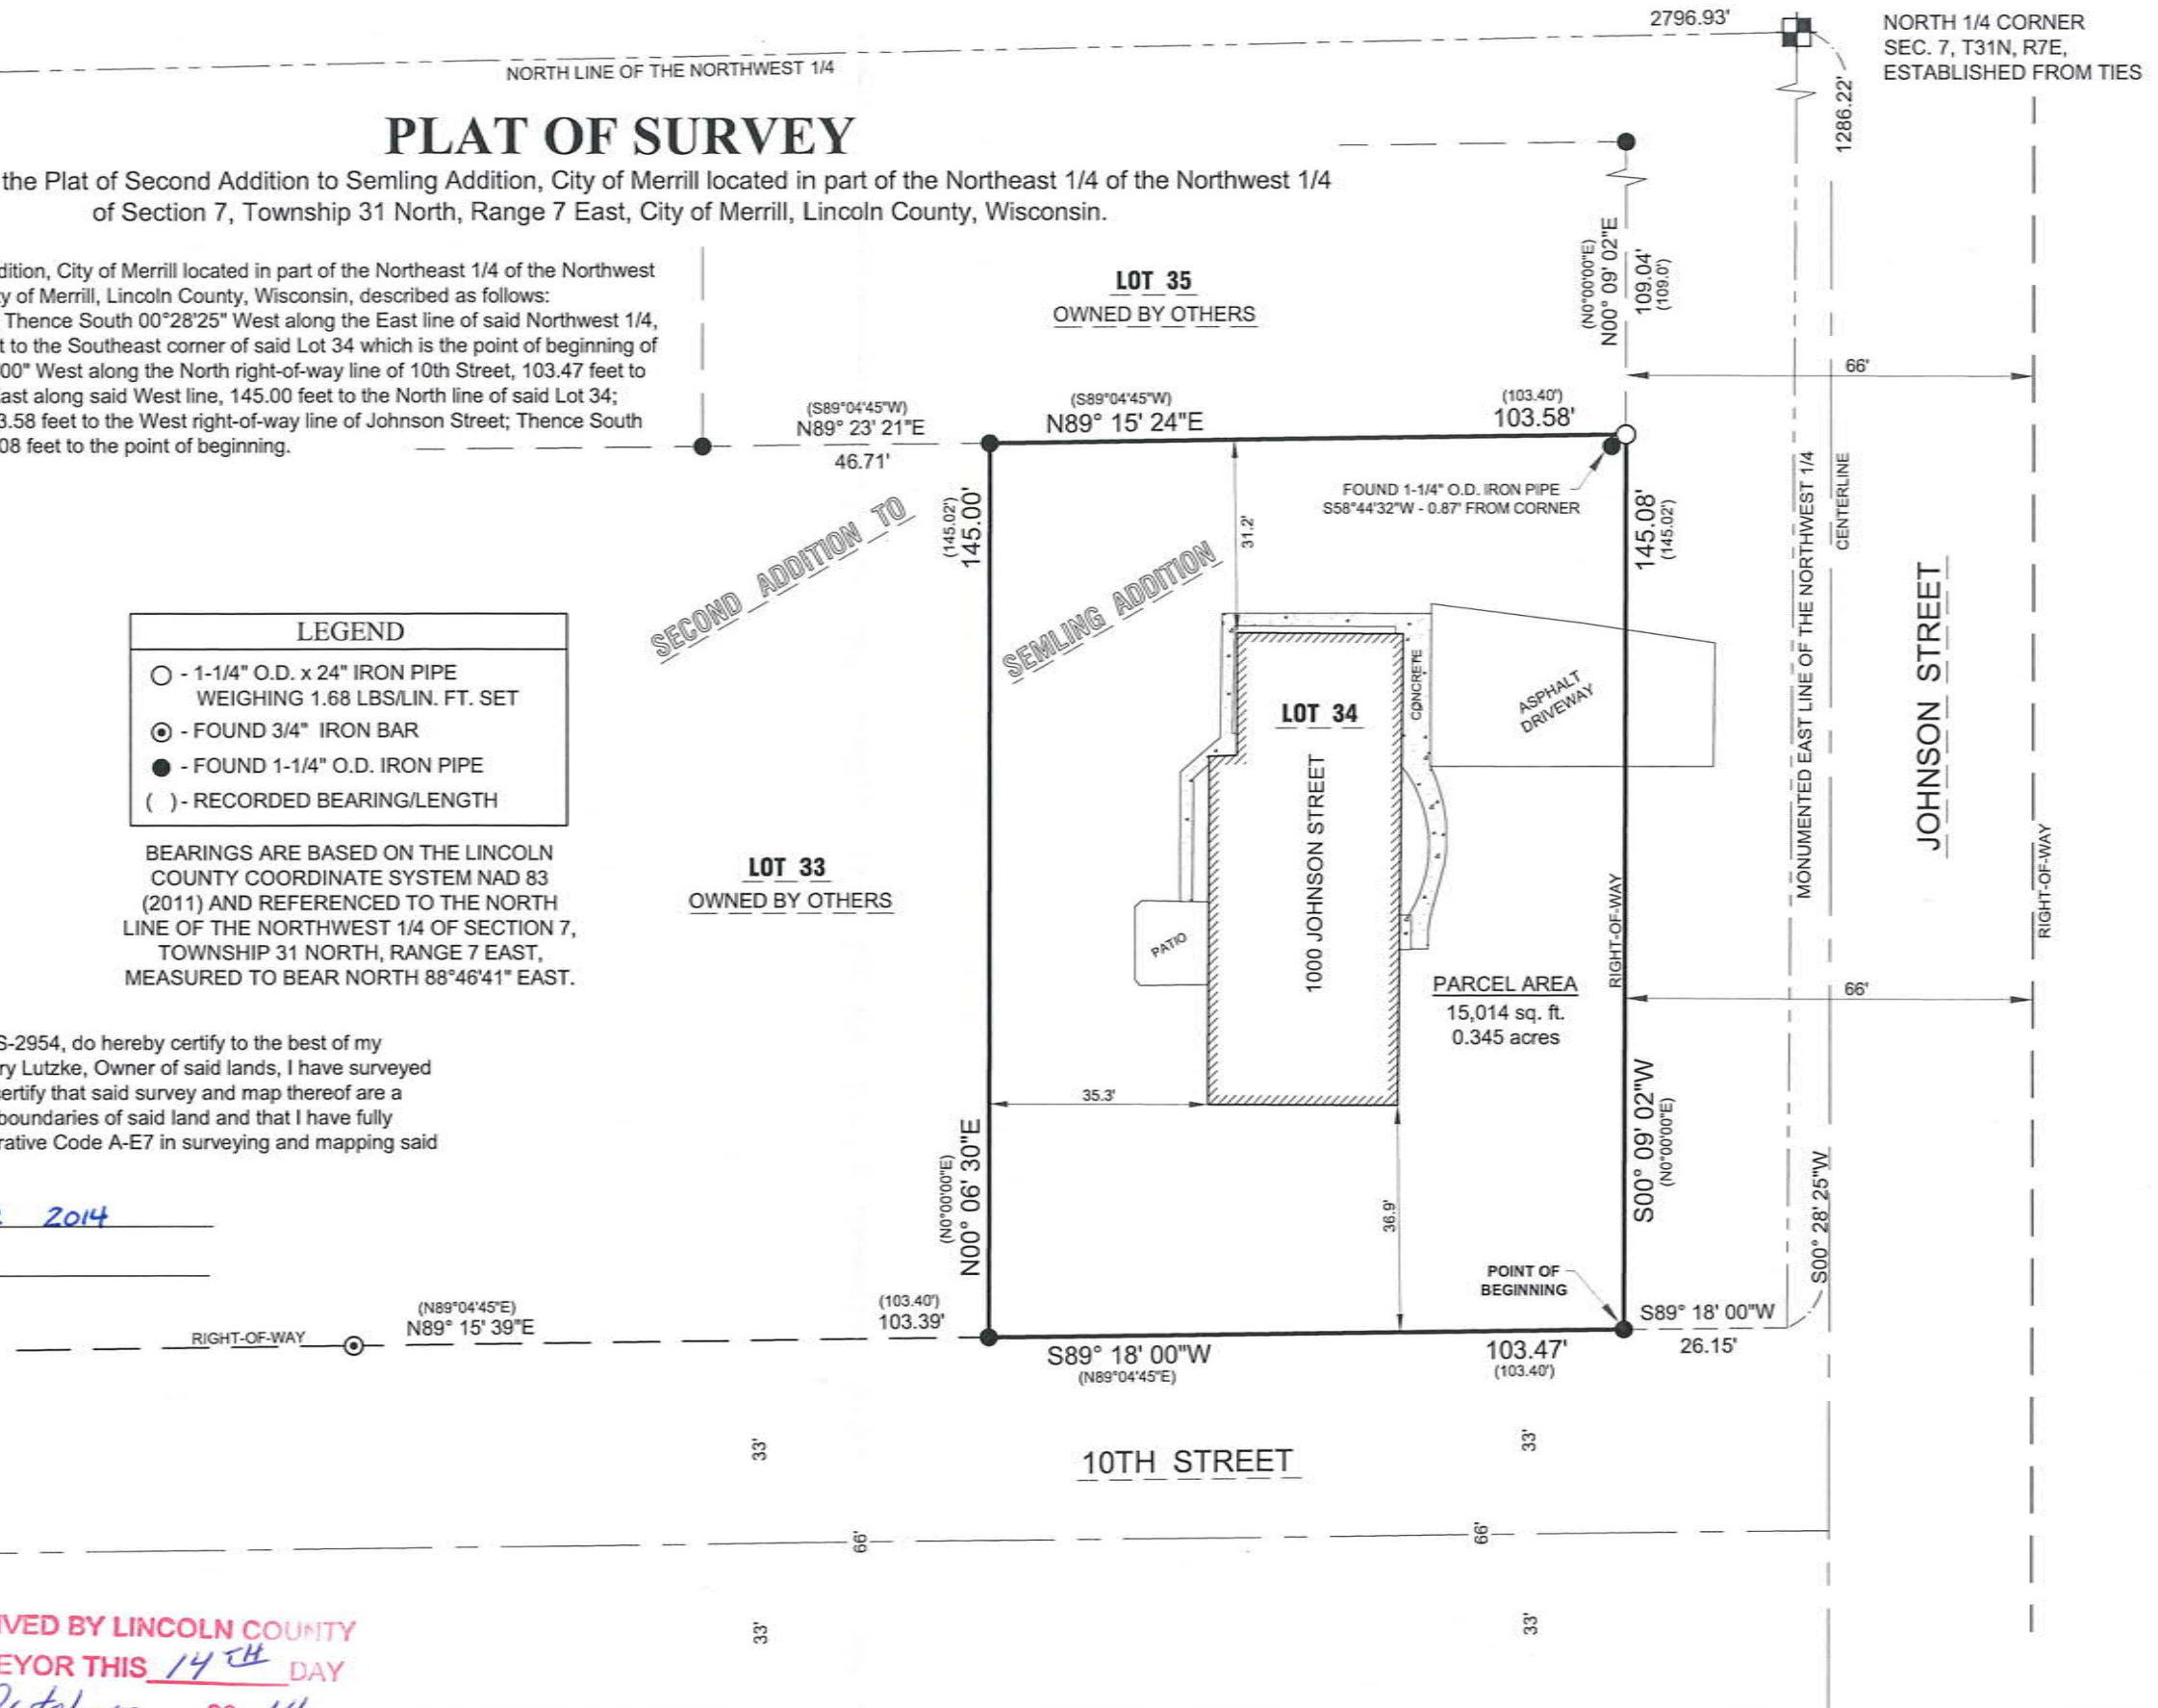 2796.93'
NORTH 1/4 CORNER
SEC. 7, T31N, R7E,
ESTABLISHED FROM TIES
1286.22'
NORTH LINE OF THE NORTHWEST 1/4
PLAT OF SURVEY
the Plat of Second Addition to Semling Addition, City of Merrill located in part of the Northeast 1/4 of the Northwest 1/4
of Section 7, Township 31 North, Range 7 East, City of Merrill, Lincoln County, Wisconsin.
dition, City of Merrill located in part of the Northeast 1/4 of the Northwest
y of Merrill, Lincoln County, Wisconsin, described as follows:
Thence South 00°28'25" West along the East line of said Northwest 1/4,
t to the Southeast corner of said Lot 34 which is the point of beginning of
00" West along the North right-of-way line of 10th Street, 103.47 feet to
ast along said West line, 145.00 feet to the North line of said Lot 34;
3.58 feet to the West right-of-way line of Johnson Street; Thence South
08 feet to the point of beginning.
LOT 35
OWNED BY OTHERS
(N0°00'00"E)
N00° 09' 02"E
109.04'
(109.0')
66'
(S89°04'45"W)
N89° 23' 21"E
46.71'
(S89°04'45"W)
N89° 15' 24"E
(103.40')
103.58'
FOUND 1-1/4" O.D. IRON PIPE
S58°44'32"W - 0.87' FROM CORNER
(145.02')
145.00'
31.2'
145.08'
(145.02')
SECOND ADDITION TO
SEMLING ADDITION
MONUMENTED EAST LINE OF THE NORTHWEST 1/4
CENTERLINE
JOHNSON STREET
LEGEND
- 1-1/4" O.D. x 24" IRON PIPE
WEIGHING 1.68 LBS/LIN. FT. SET
- FOUND 3/4" IRON BAR
- FOUND 1-1/4" O.D. IRON PIPE
( ) - RECORDED BEARING/LENGTH
CONCRETE
ASPHALT
DRIVEWAY
LOT 34
1000 JOHNSON STREET
BEARINGS ARE BASED ON THE LINCOLN
COUNTY COORDINATE SYSTEM NAD 83
(2011) AND REFERENCED TO THE NORTH
LINE OF THE NORTHWEST 1/4 OF SECTION 7,
TOWNSHIP 31 NORTH, RANGE 7 EAST,
MEASURED TO BEAR NORTH 88°46'41" EAST.
LOT 33
OWNED BY OTHERS
PATIO
RIGHT-OF-WAY
RIGHT-OF-WAY
PARCEL AREA
15,014 sq. ft.
0.345 acres
66'
S-2954, do hereby certify to the best of my
ry Lutzke, Owner of said lands, I have surveyed
ertify that said survey and map thereof are a
boundaries of said land and that I have fully
rative Code A-E7 in surveying and mapping said
2014
35.3'
36.9'
(N0°00'00"E)
N00° 06' 30"E
S00° 09' 02"W
(N0°00'00"E)
S00° 28' 25"W
POINT OF
BEGINNING
S89° 18' 00"W
26.15'
RIGHT-OF-WAY
(N89°04'45"E)
N89° 15' 39"E
(103.40')
103.39'
S89° 18' 00"W
(N89°04'45"E)
103.47'
(103.40')
33'
33'
10TH STREET
66'
66'
33'
33'
IVED BY LINCOLN COUNTY
EYOR THIS 14TH DAY